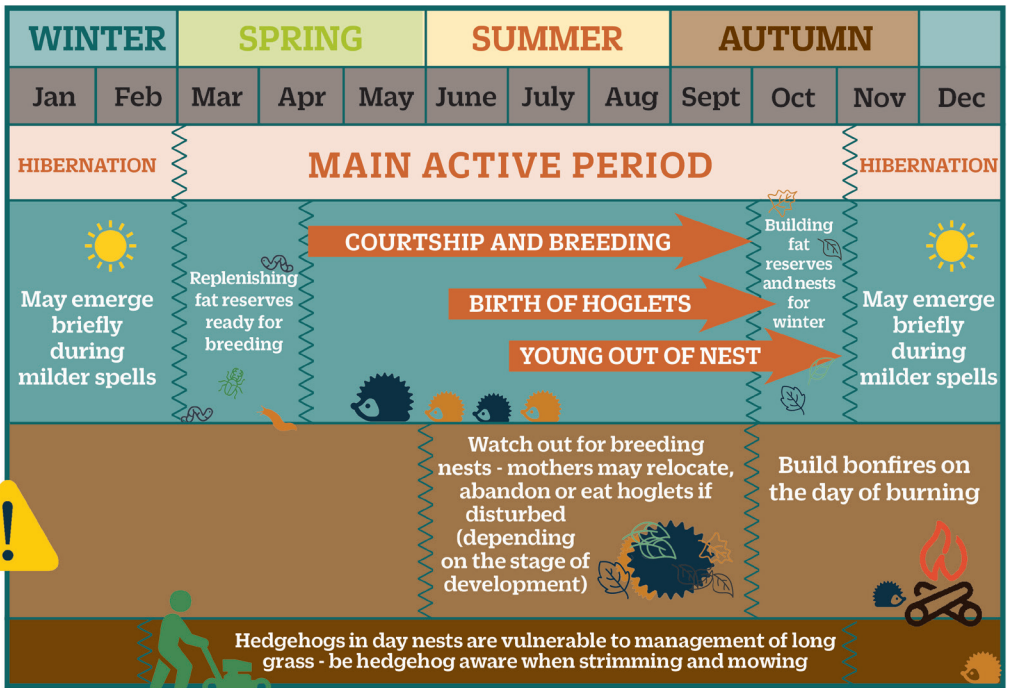 WINTER SPRING SUMMER AUTUMN
Jan Feb Mar Apr May June July Aug Sept Oct Nov Dec
HIBERNATION
MAIN ACTIVE PERIOD
HIBERNATION
May emerge
briefly
during
milder spells
Replenishing
fat reserves
ready for
breeding
COURTSHIP AND BREEDING
BIRTH OF HOGLETS
YOUNG OUT OF NEST
Building
fat
reserves
and nests
for
winter
May emerge
briefly
during
milder spells
!
Watch out for breeding
nests - mothers may relocate,
abandon or eat hoglets if
disturbed
(depending
on the stage of
development)
Build bonfires on
the day of burning
Hedgehogs in day nests are vulnerable to management of long
grass - be hedgehog aware when strimming and mowing